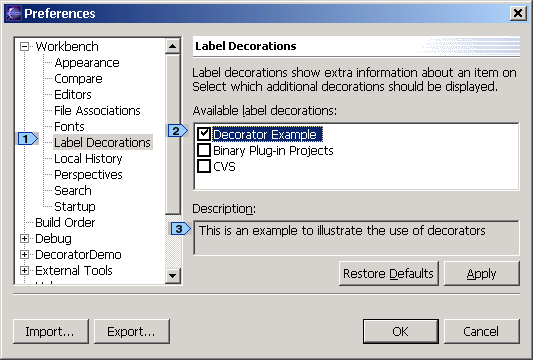 Preferences
Workbench
Appearance
Compare
Editors
File Associations
Fonts
1
Label Decorations
Local History
Perspectives
Search
Startup
Build Order
Debug
DecoratorDemo
External Tools
Label Decorations
Label decorations show extra information about an item on
Select which additional decorations should be displayed.
Available label decorations:
2
Decorator Example
Binary Plug-in Projects
CVS
Description:
3
This is an example to illustrate the use of decorators
Restore Defaults
Apply
Import...
Export...
OK
Cancel